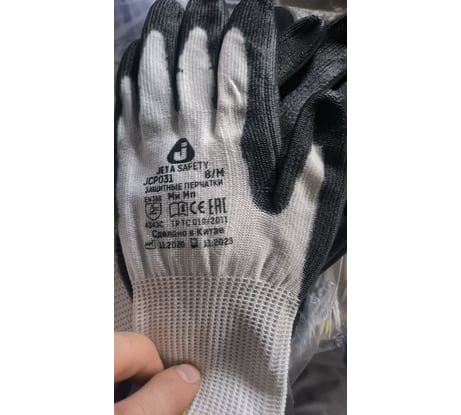 J
JETA SAFETY
JCP031 8/M
ЗАЩИТНЫЕ ПЕРЧАТКИ
EN388 Ми Мп
4343C CE EAC
ТР ТС 019/2011
Сделано в Китае
11.2026 11.2023